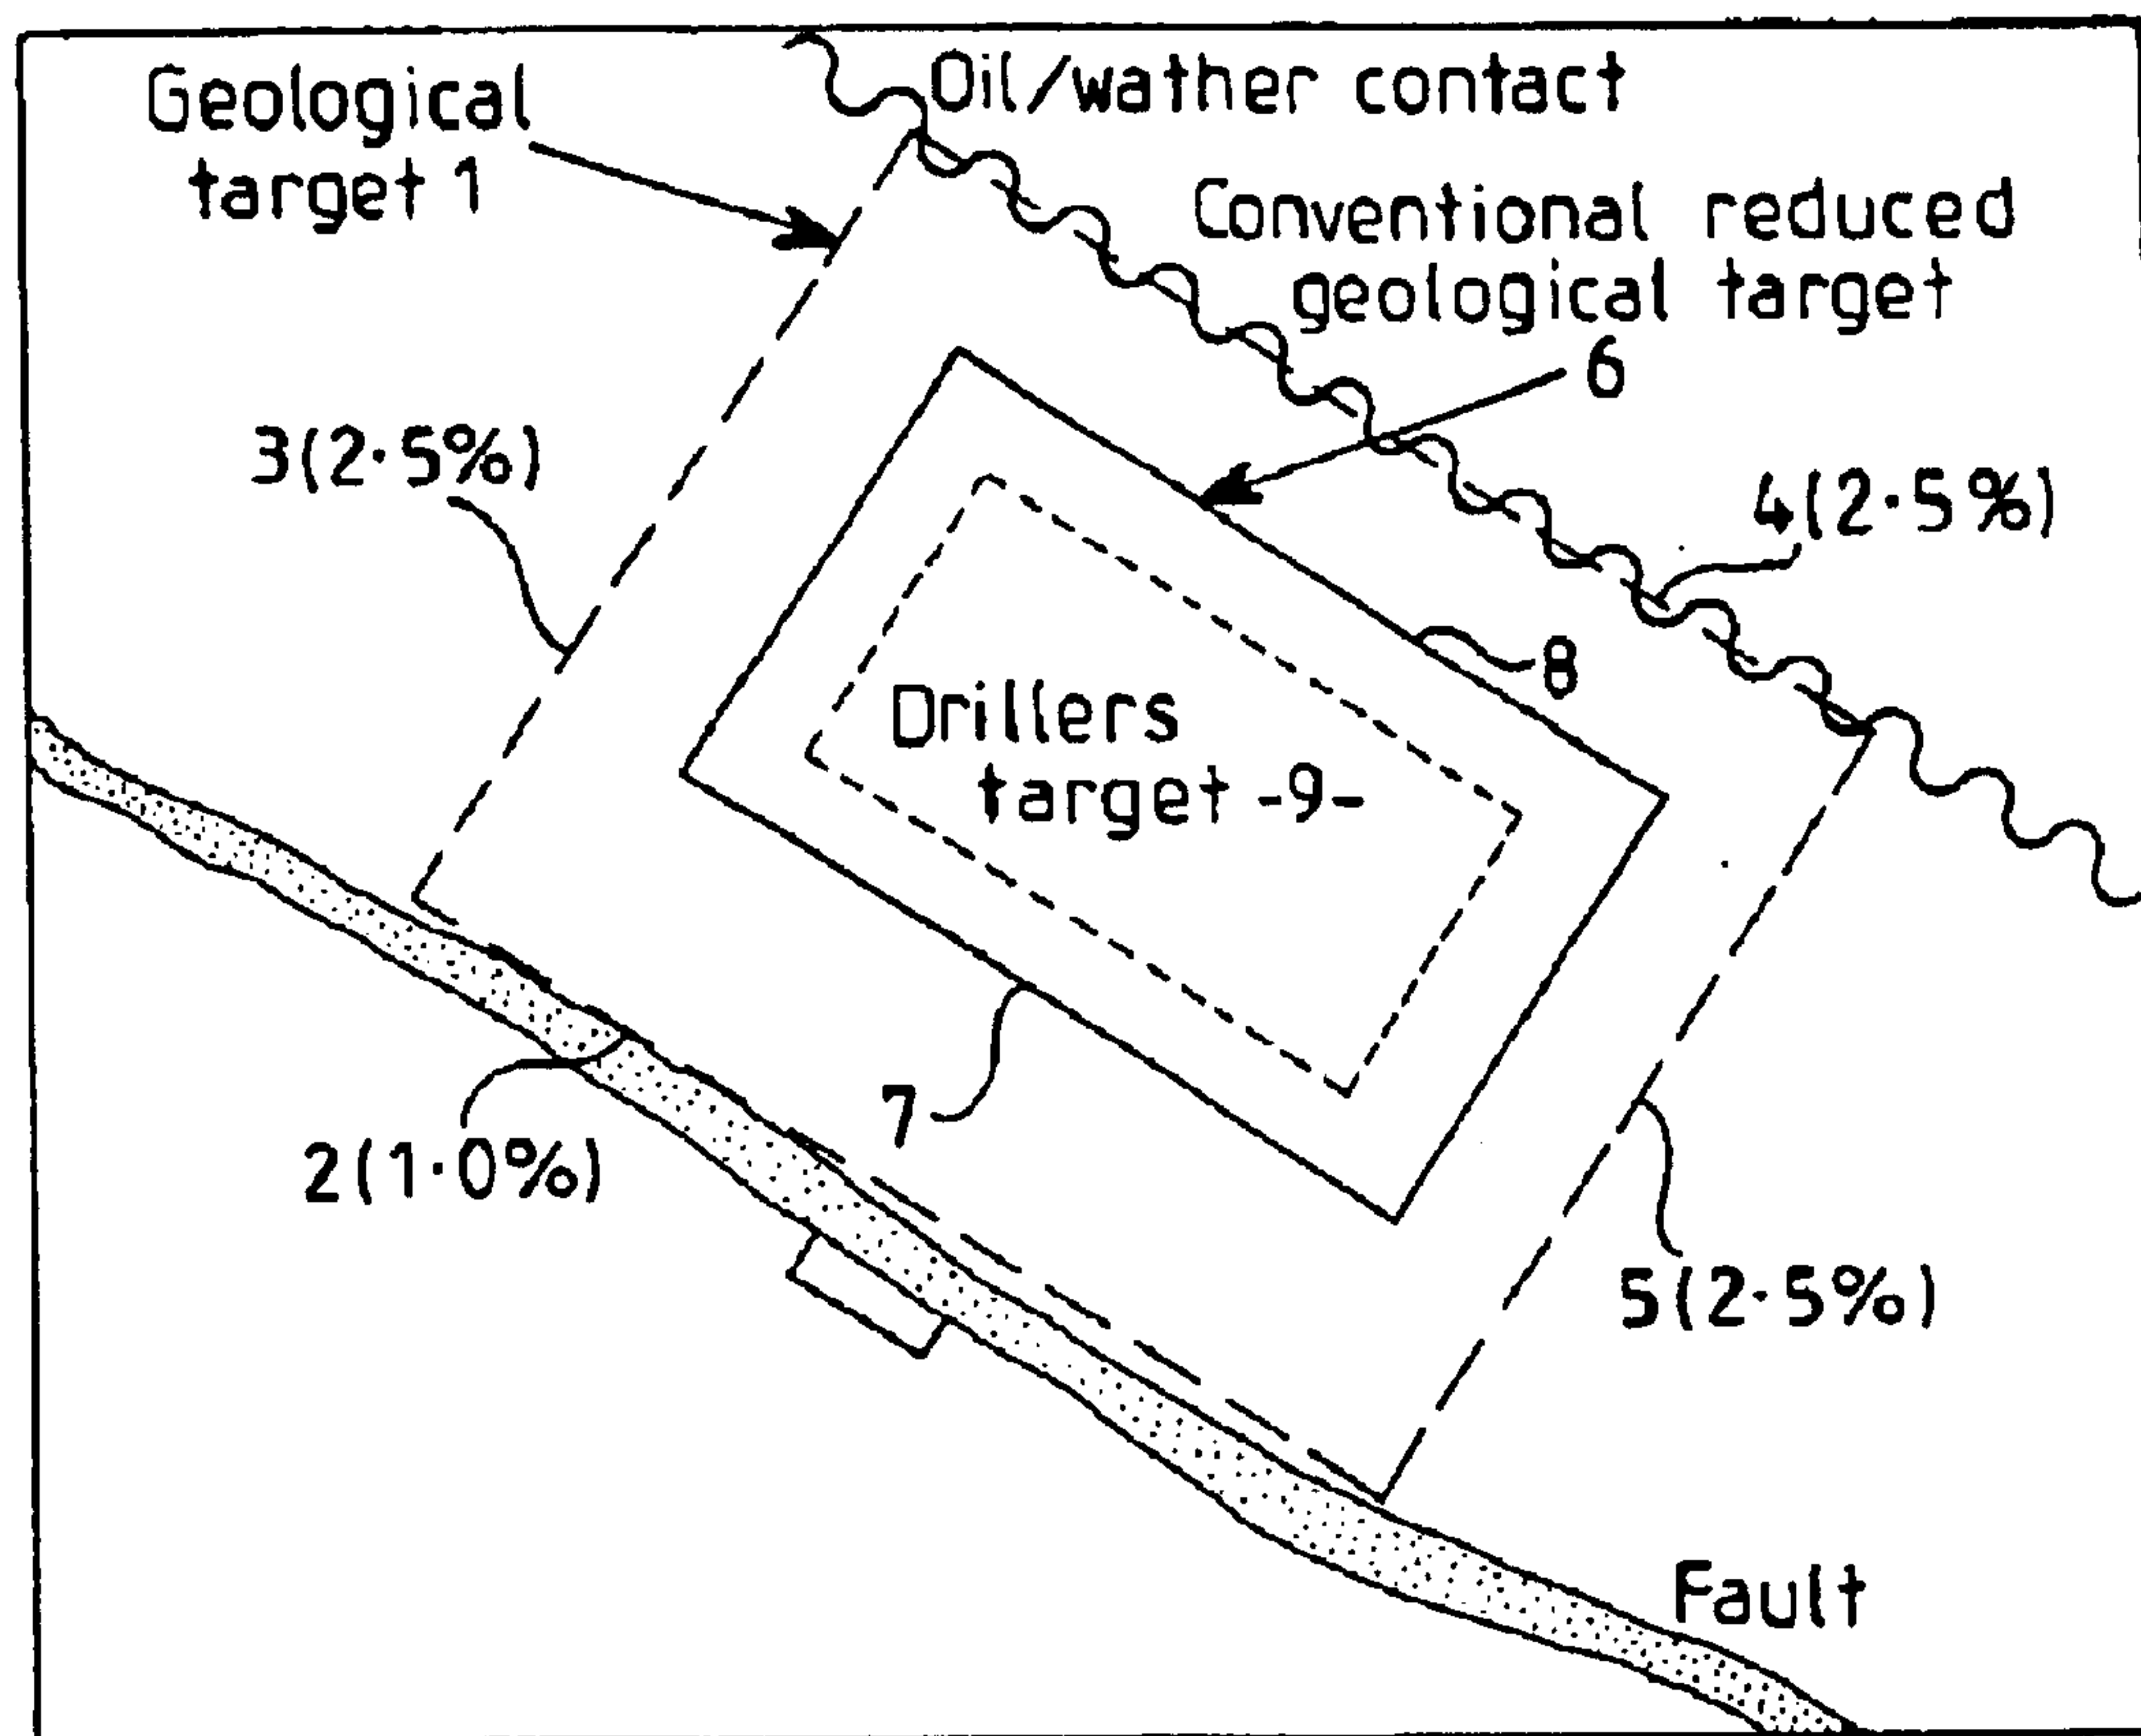 Geological
target 1
Oil/wather contact
Conventional reduced
geological target
6
3(2·5%)
4(2·5%)
8
Drillers
target -9-
7
2(1·0%)
5(2·5%)
Fault